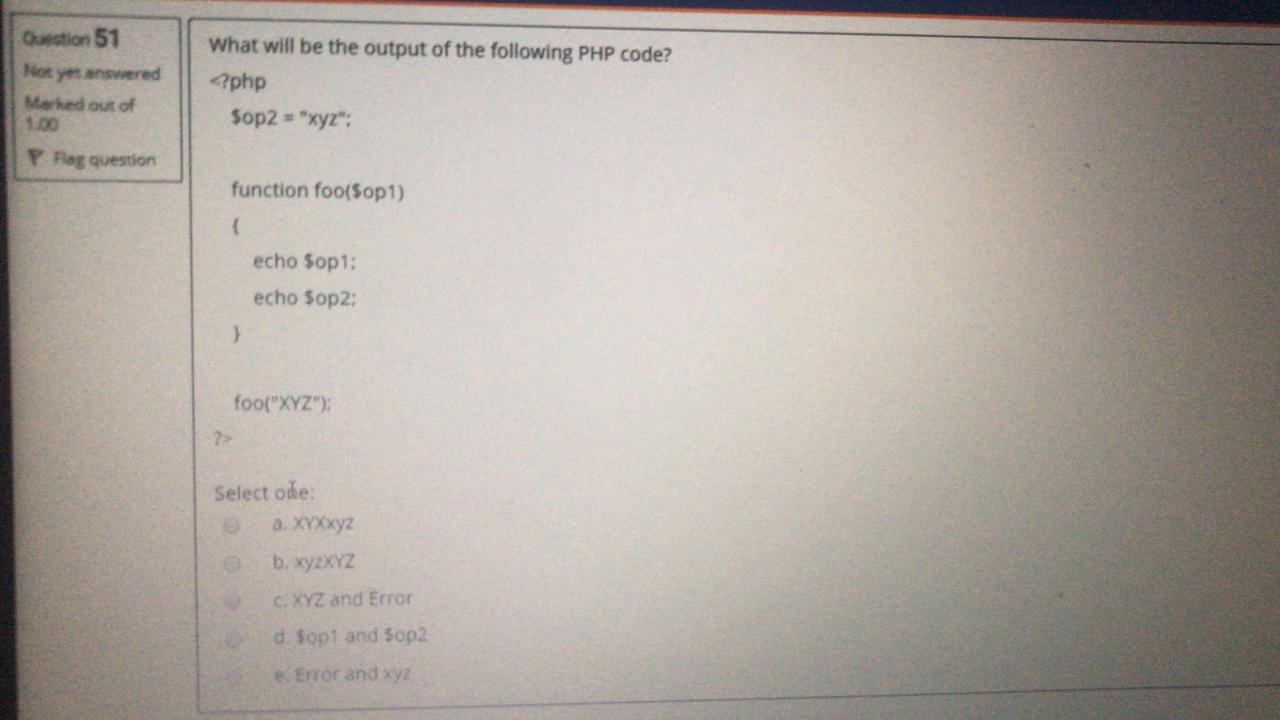 Question 51
Not yet answered
Marked out of
1.00
Flag question
What will be the output of the following PHP code?
<?php
$op2 = "xyz";
function foo($op1)
{
echo $op1;
echo $op2;
}
foo("XYZ");
?>
Select one:
a. XYXxyz
b. xyzXYZ
c. XYZ and Error
d. $op1 and $op2
e. Error and xyz